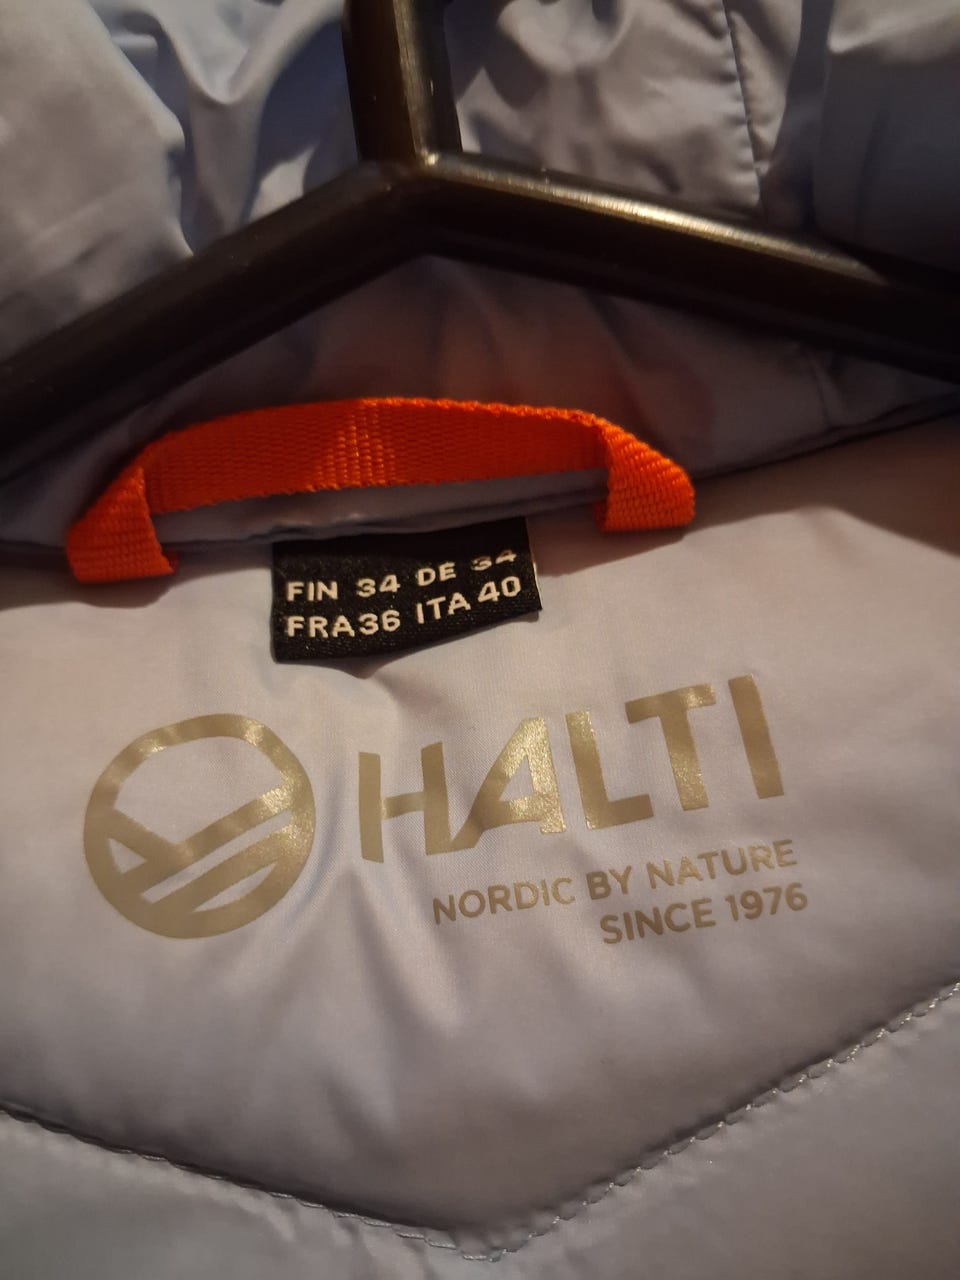 FIN 34 DE 34
FRA36 ITA 40
HALTI
NORDIC BY NATURE
SINCE 1976